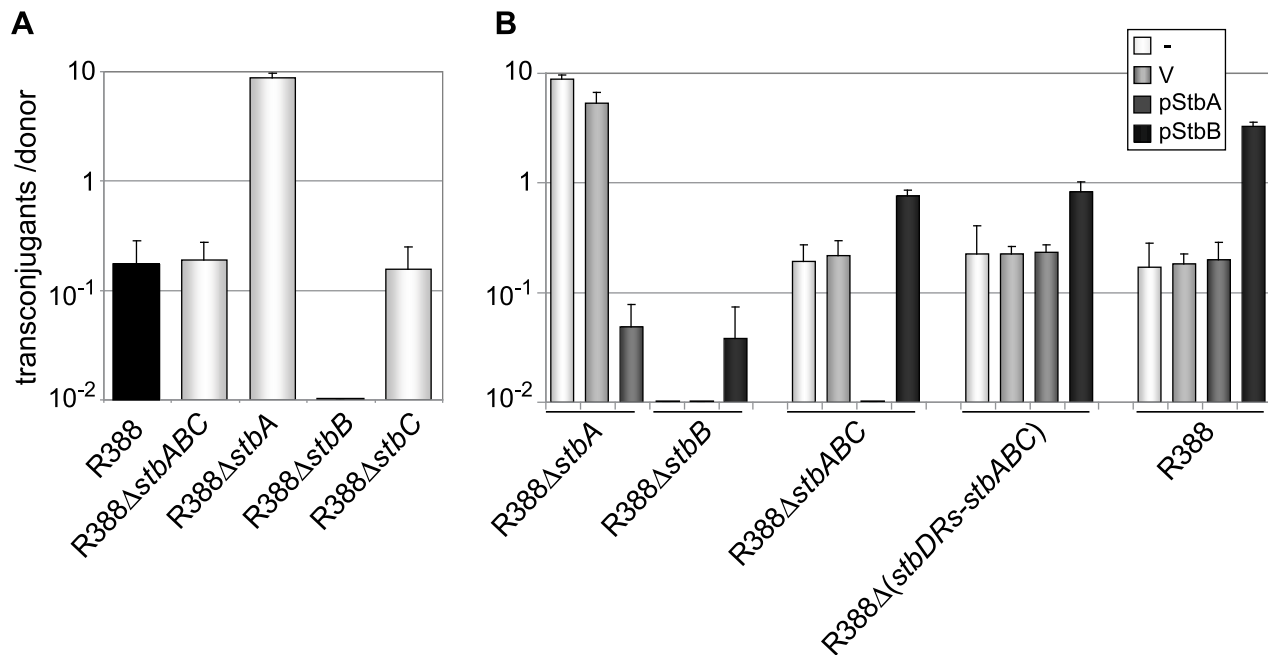 A
transconjugants /donor
10
1
10⁻¹
10⁻²
R388
R388ΔstbABC
R388ΔstbA
R388ΔstbB
R388ΔstbC
B
10
1
10⁻¹
10⁻²
-
V
pStbA
pStbB
R388ΔstbA
R388ΔstbB
R388ΔstbABC
R388Δ(stbDRs-stbABC)
R388